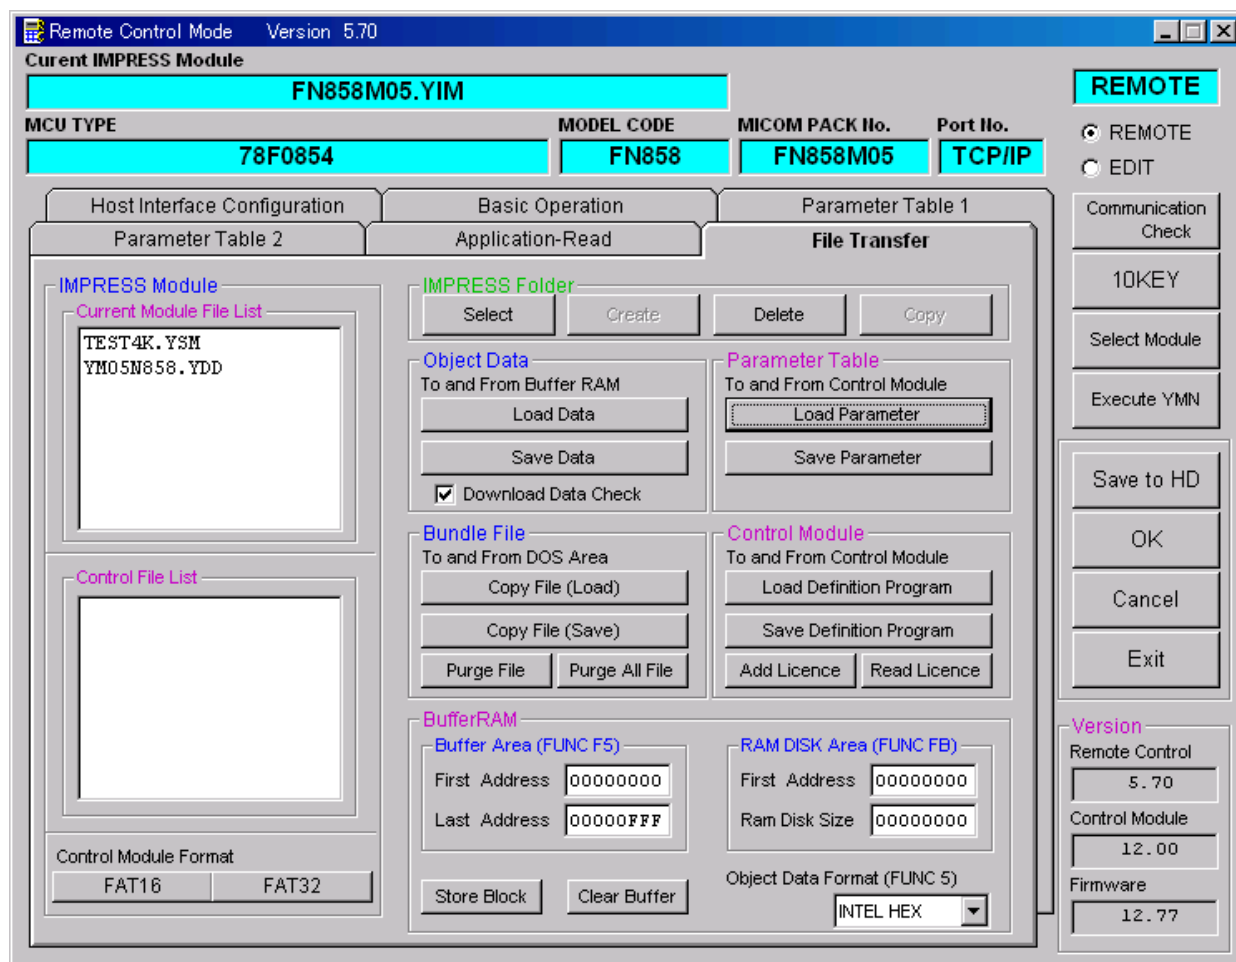 Remote Control Mode Version 5.70
Curent IMPRESS Module
FN858M05.YIM
MCU TYPE
MODEL CODE
MICOM PACK No.
Port No.
78F0854
FN858
FN858M05
TCP/IP
REMOTE
REMOTE
EDIT
Host Interface Configuration
Basic Operation
Parameter Table 1
Parameter Table 2
Application-Read
File Transfer
IMPRESS Module
Current Module File List
TEST4K.YSM
YM05N858.YDD
Control File List
Control Module Format
FAT16
FAT32
IMPRESS Folder
Select
Create
Delete
Copy
Object Data
To and From Buffer RAM
Load Data
Save Data
Download Data Check
Parameter Table
To and From Control Module
Load Parameter
Save Parameter
Bundle File
To and From DOS Area
Copy File (Load)
Copy File (Save)
Purge File
Purge All File
Control Module
To and From Control Module
Load Definition Program
Save Definition Program
Add Licence
Read Licence
BufferRAM
Buffer Area (FUNC F5)
First Address 00000000
Last Address 00000FFF
RAM DISK Area (FUNC FB)
First Address 00000000
Ram Disk Size 00000000
Store Block
Clear Buffer
Object Data Format (FUNC 5)
INTEL HEX
Communication
Check
10KEY
Select Module
Execute YMN
Save to HD
OK
Cancel
Exit
Version
Remote Control
5.70
Control Module
12.00
Firmware
12.77